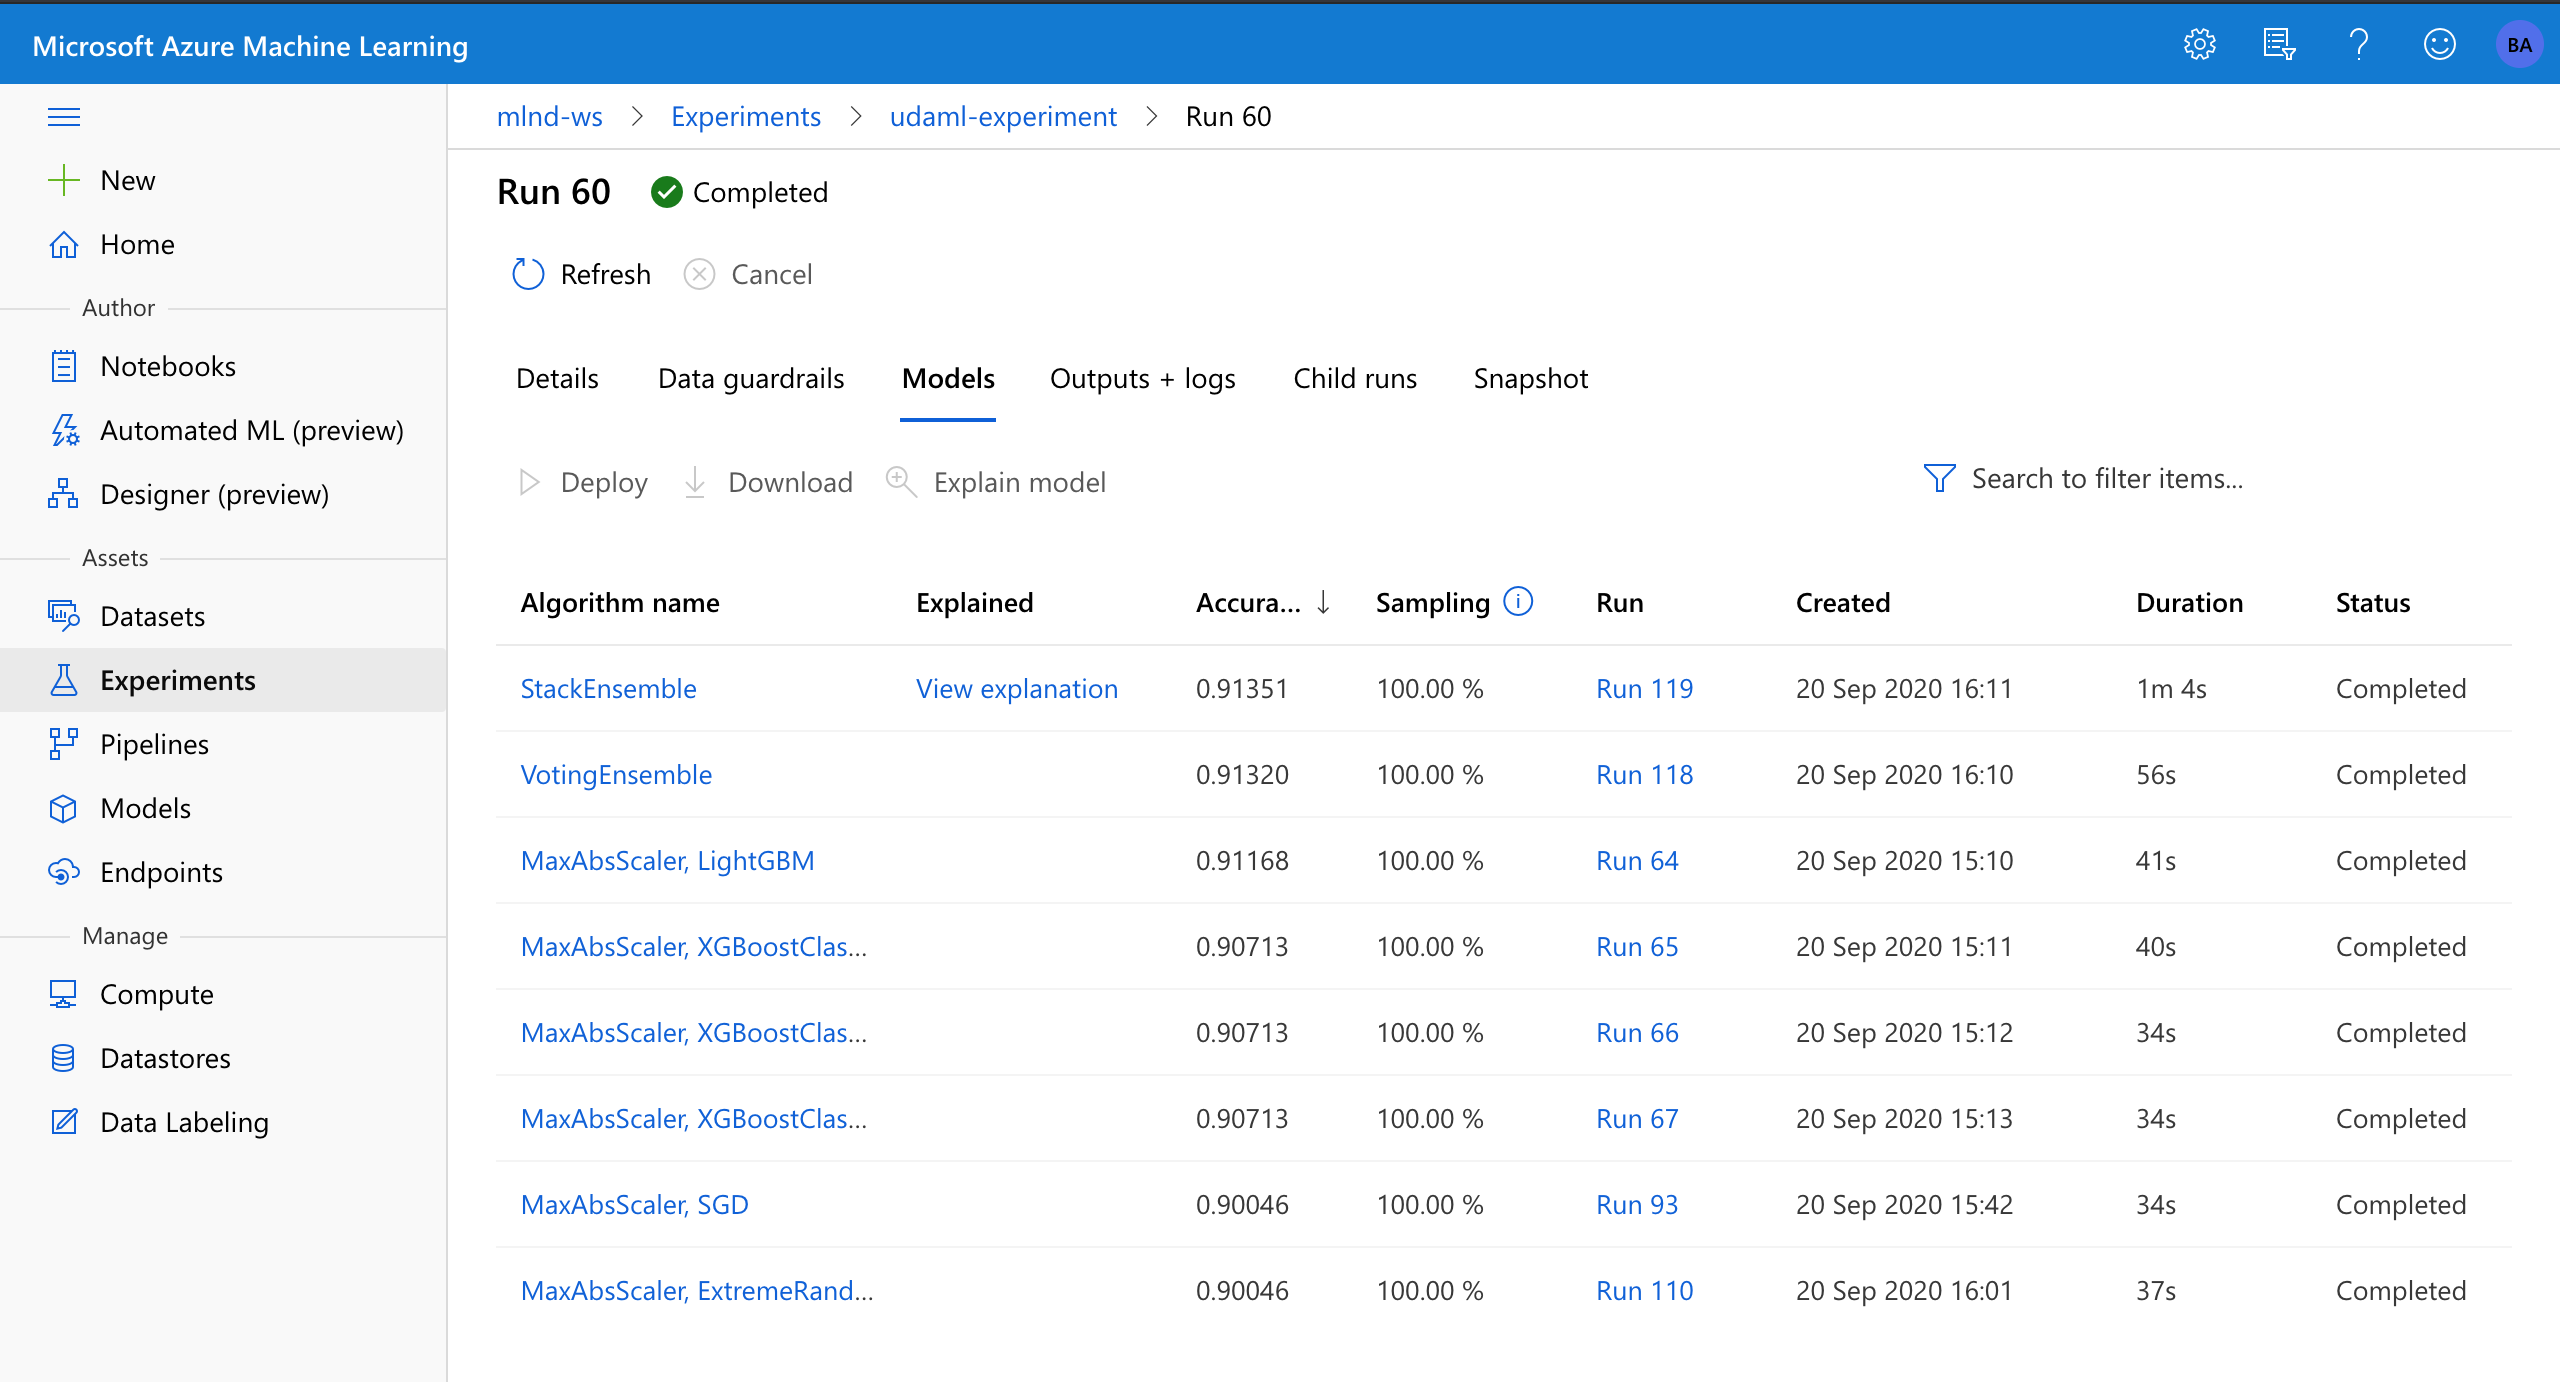 Microsoft Azure Machine Learning
BA
mlnd-ws > Experiments > udaml-experiment > Run 60
New
Home
Author
Notebooks
Automated ML (preview)
Designer (preview)
Assets
Datasets
Experiments
Pipelines
Models
Endpoints
Manage
Compute
Datastores
Data Labeling
Run 60 Completed
Refresh Cancel
Details Data guardrails Models Outputs + logs Child runs Snapshot
Deploy Download Explain model Search to filter items...
Algorithm name Explained Accura... ↓ Sampling Run Created Duration Status
StackEnsemble View explanation 0.91351 100.00 % Run 119 20 Sep 2020 16:11 1m 4s Completed
VotingEnsemble 0.91320 100.00 % Run 118 20 Sep 2020 16:10 56s Completed
MaxAbsScaler, LightGBM 0.91168 100.00 % Run 64 20 Sep 2020 15:10 41s Completed
MaxAbsScaler, XGBoostClas... 0.90713 100.00 % Run 65 20 Sep 2020 15:11 40s Completed
MaxAbsScaler, XGBoostClas... 0.90713 100.00 % Run 66 20 Sep 2020 15:12 34s Completed
MaxAbsScaler, XGBoostClas... 0.90713 100.00 % Run 67 20 Sep 2020 15:13 34s Completed
MaxAbsScaler, SGD 0.90046 100.00 % Run 93 20 Sep 2020 15:42 34s Completed
MaxAbsScaler, ExtremeRand... 0.90046 100.00 % Run 110 20 Sep 2020 16:01 37s Completed